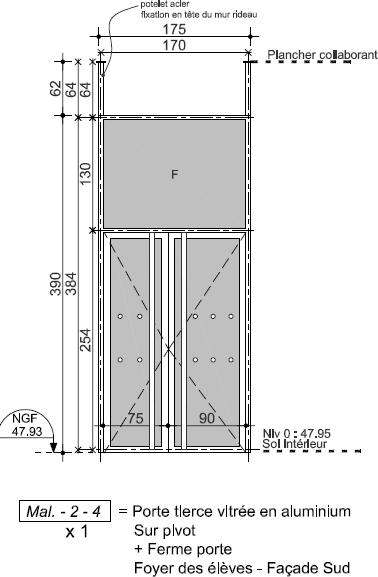 potelet acier
fixation en tête du mur rideau
175
170
Plancher collaborant
62
64
64
F
130
390
384
254
75
90
NGF
47.93
Niv 0 : 47.95
Sol Intérieur
Mal. - 2 - 4
= Porte tierce vitrée en aluminium
x 1
Sur pivot
+ Ferme porte
Foyer des élèves - Façade Sud